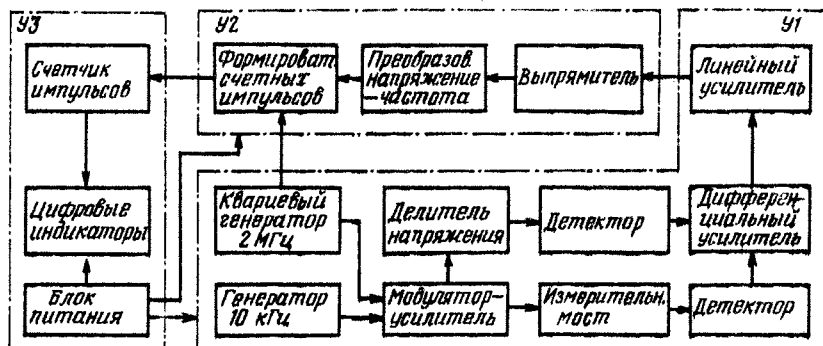 У3
У2
У1
Счетчик
импульсов
Формироват.
счетных
импульсов
Преобразов.
напряжение
—частота
Выпрямитель
Линейный
усилитель
Цифровые
индикаторы
Кварцевый
генератор
2 МГц
Делитель
напряжения
Детектор
Дифферен-
циальный
усилитель
Блок
питания
Генератор
10 кГц
Модулятор-
усилитель
Измерительн.
мост
Детектор